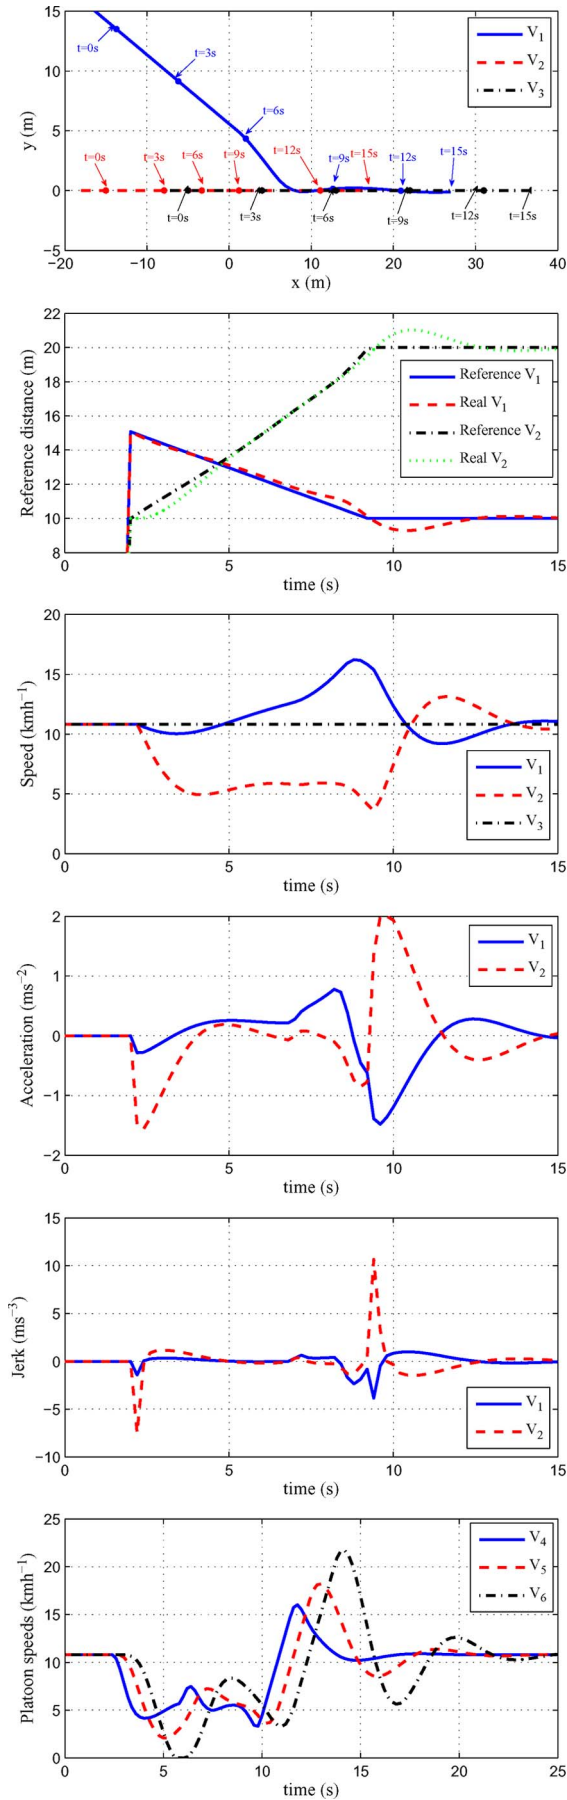 15
10
5
0
−5
y (m)
t=0s
t=3s
t=6s
V1
V2
V3
t=0s t=3s t=6s t=9s t=12s t=9s t=15s t=12s t=15s
t=0s t=3s t=6s t=9s t=12s t=15s
−20 −10 0 10 20 30 40
x (m)
22
20
18
16
14
12
10
8
Reference distance (m)
Reference V1
Real V1
Reference V2
Real V2
5 10 15
time (s)
20
15
10
5
0
Speed (kmh−1)
V1
V2
V3
0 5 10 15
time (s)
2
1
0
−1
−2
Acceleration (ms−2)
V1
V2
0 5 10 15
time (s)
15
10
5
0
−5
−10
Jerk (ms−3)
V1
V2
0 5 10 15
time (s)
25
20
15
10
5
0
Platoon speeds (kmh−1)
V4
V5
V6
0 5 10 15 20 25
time (s)